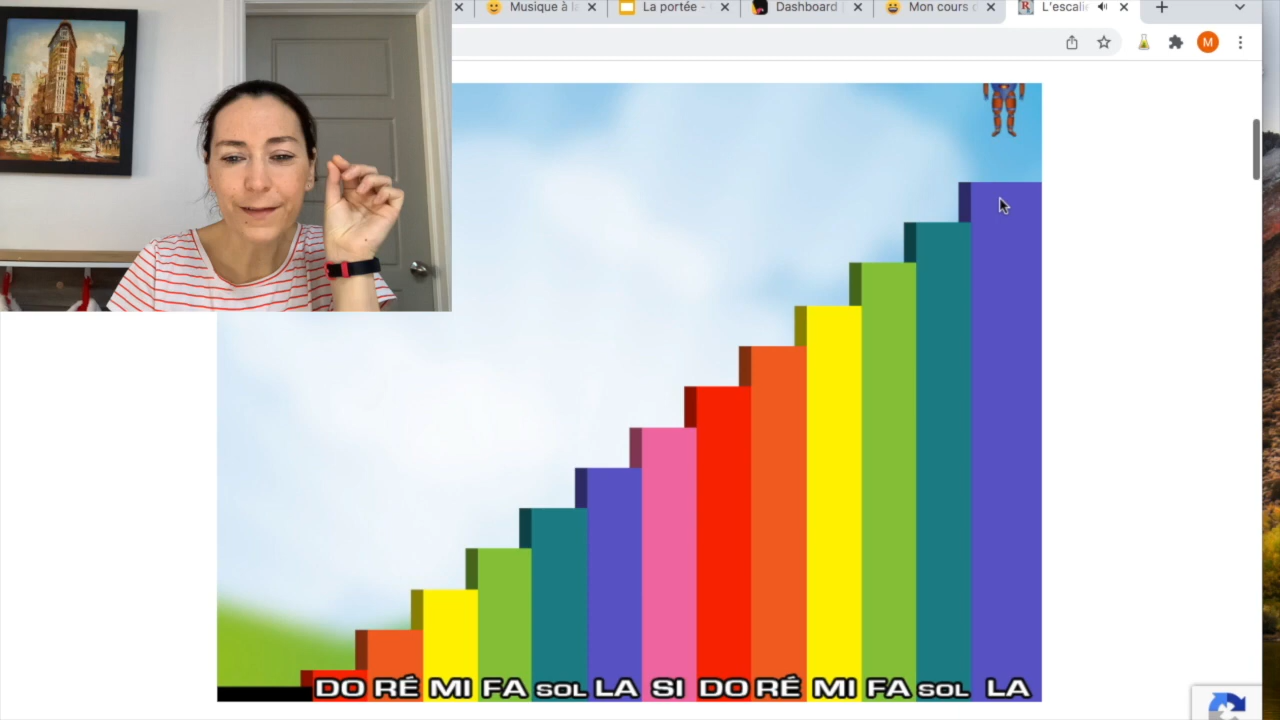 Musique à la La portée - Dashboard Mon cours d L'escalie
M
DO RÉ MI FA SOL LA SI DO RÉ MI FA SOL LA